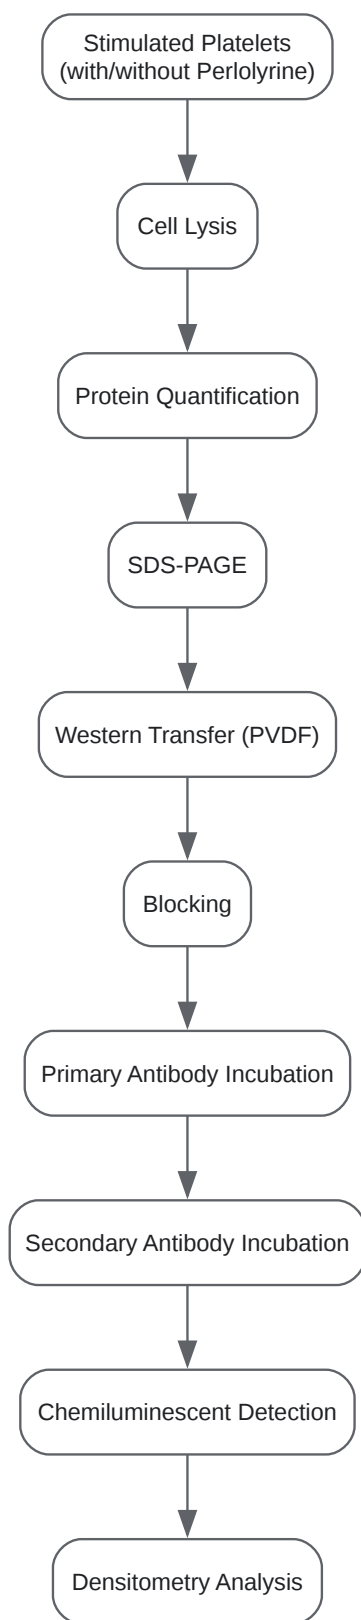 Stimulated Platelets
(with/without Perlolyrine)
Cell Lysis
Protein Quantification
SDS-PAGE
Western Transfer (PVDF)
Blocking
Primary Antibody Incubation
Secondary Antibody Incubation
Chemiluminescent Detection
Densitometry Analysis